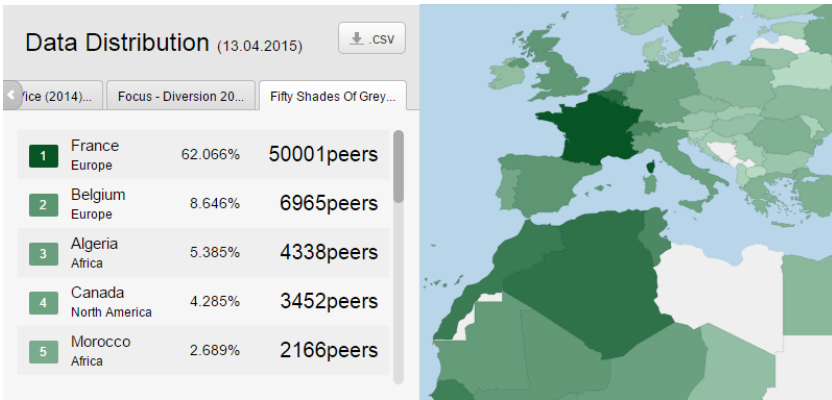 Data Distribution (13.04.2015)
.csv
Vice (2014)...
Focus - Diversion 20...
Fifty Shades Of Grey...
1 France 62.066% 50001peers
Europe
2 Belgium 8.646% 6965peers
Europe
3 Algeria 5.385% 4338peers
Africa
4 Canada 4.285% 3452peers
North America
5 Morocco 2.689% 2166peers
Africa